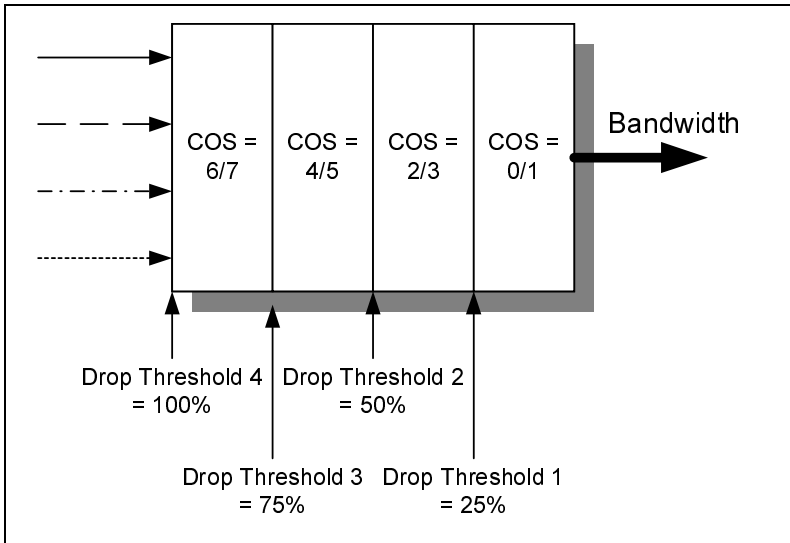 COS =
6/7
COS =
4/5
COS =
2/3
COS =
0/1
Bandwidth
Drop Threshold 4
= 100%
Drop Threshold 2
= 50%
Drop Threshold 3
= 75%
Drop Threshold 1
= 25%